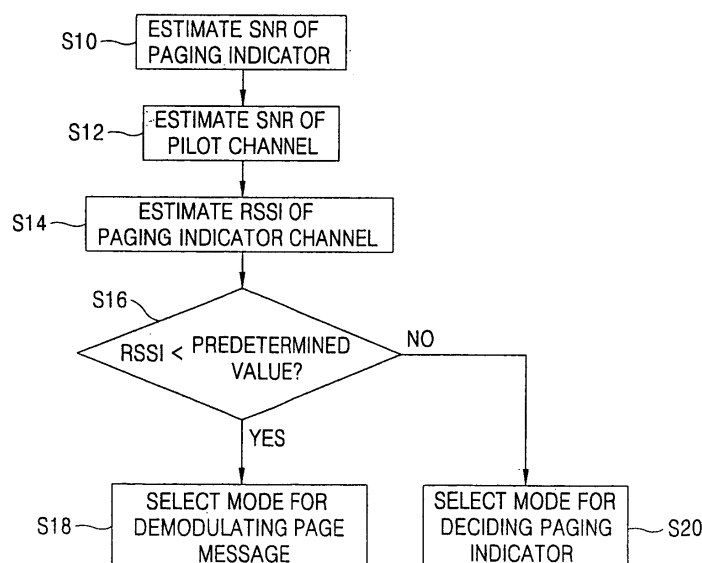 S10
ESTIMATE SNR OF
PAGING INDICATOR
S12
ESTIMATE SNR OF
PILOT CHANNEL
S14
ESTIMATE RSSI OF
PAGING INDICATOR CHANNEL
S16
RSSI < PREDETERMINED
VALUE?
NO
YES
S18
SELECT MODE FOR
DEMODULATING PAGE
MESSAGE
SELECT MODE FOR
DECIDING PAGING
INDICATOR
S20